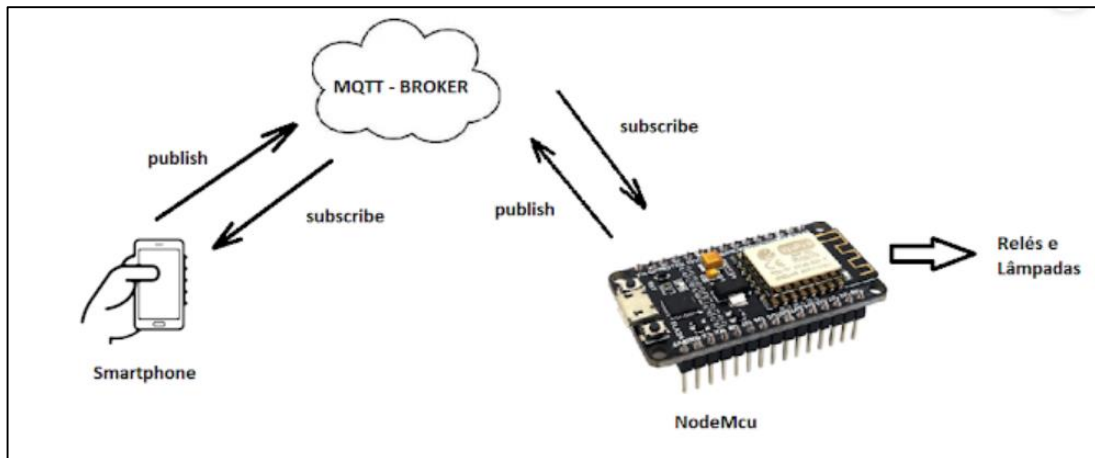 MQTT - BROKER
publish
subscribe
subscribe
publish
Smartphone
Relés e
Lâmpadas
NodeMcu